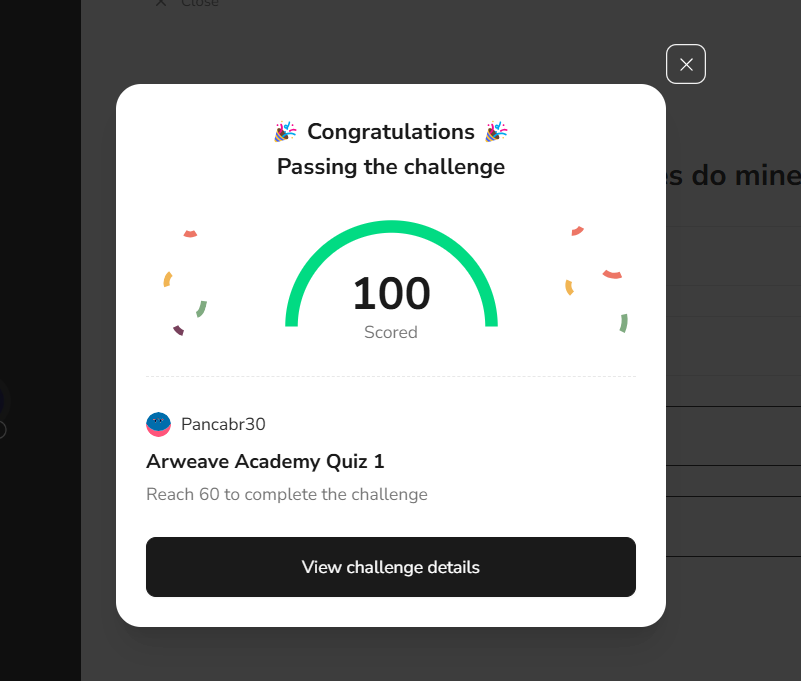 Close
🎉 Congratulations 🎉
Passing the challenge
es do mine
100
Scored
Pancabr30
Arweave Academy Quiz 1
Reach 60 to complete the challenge
View challenge details